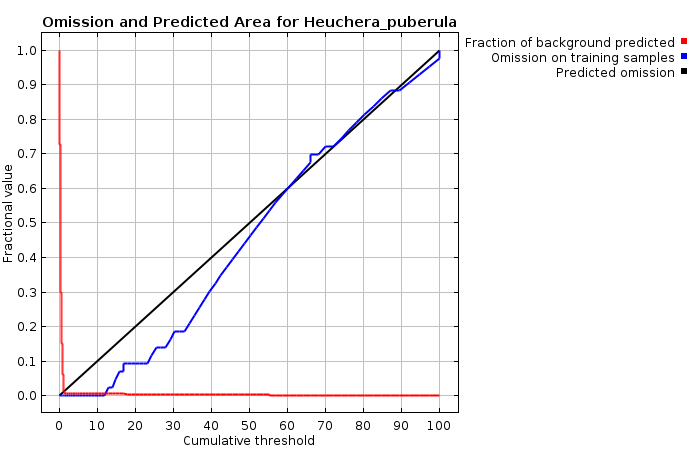 Omission and Predicted Area for Heuchera_puberula
Fraction of background predicted
Omission on training samples
Predicted omission
Fractional value
1.0
0.9
0.8
0.7
0.6
0.5
0.4
0.3
0.2
0.1
0.0
0 10 20 30 40 50 60 70 80 90 100
Cumulative threshold